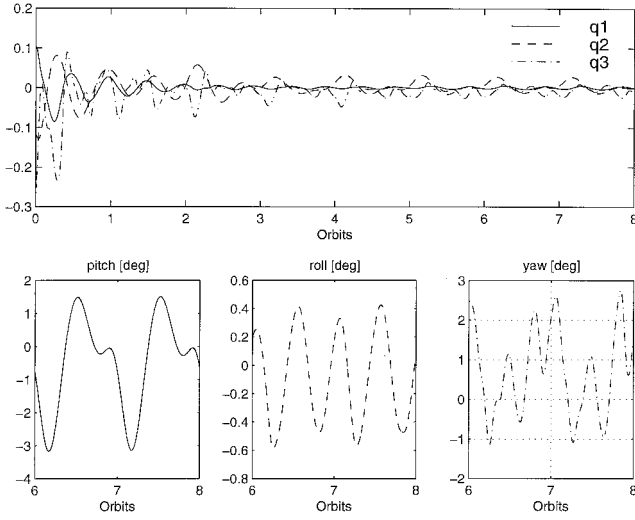 0.2
0.1
0
-0.1
-0.2
-0.3
q1
q2
q3
0 1 2 3 4 5 6 7 8
Orbits
pitch [deg]
2
1
0
-1
-2
-3
-4
6 7 8
Orbits
roll [deg]
0.6
0.4
0.2
0
-0.2
-0.4
-0.6
-0.8
6 7 8
Orbits
yaw [deg]
3
2
1
0
-1
-2
6 7 8
Orbits